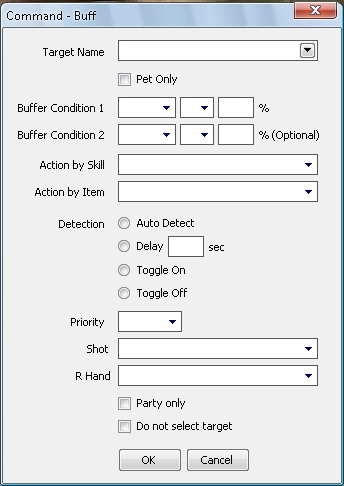 Command - Buff
Target Name
Pet Only
Buffer Condition 1 %
Buffer Condition 2 % (Optional)
Action by Skill
Action by Item
Detection Auto Detect
Delay sec
Toggle On
Toggle Off
Priority
Shot
R Hand
Party only
Do not select target
OK Cancel